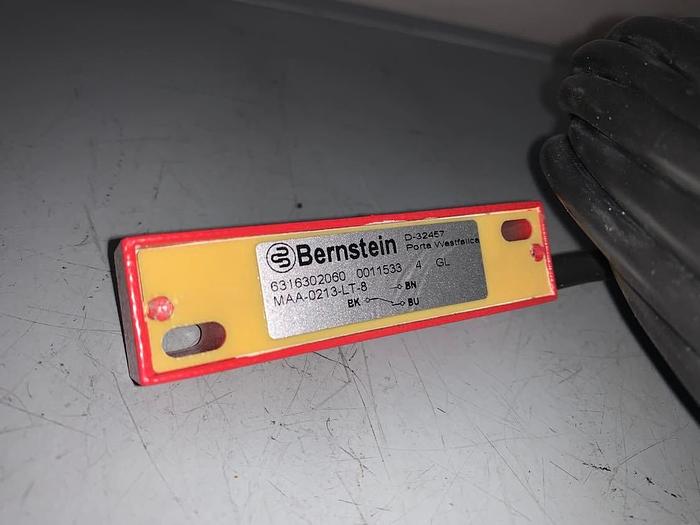 Bernstein
D-32457
Porta Westfalica
6316302060 0011533 4 GL
MAA-0213-LT-8
BN
BK
BU